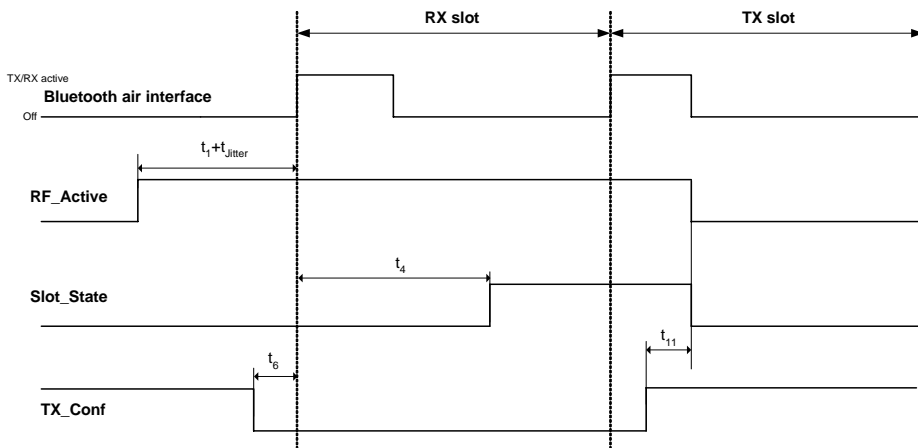 RX slot
TX slot
TX/RX active
Bluetooth air interface
Off
t1+tJitter
RF_Active
t4
Slot_State
t11
t6
TX_Conf